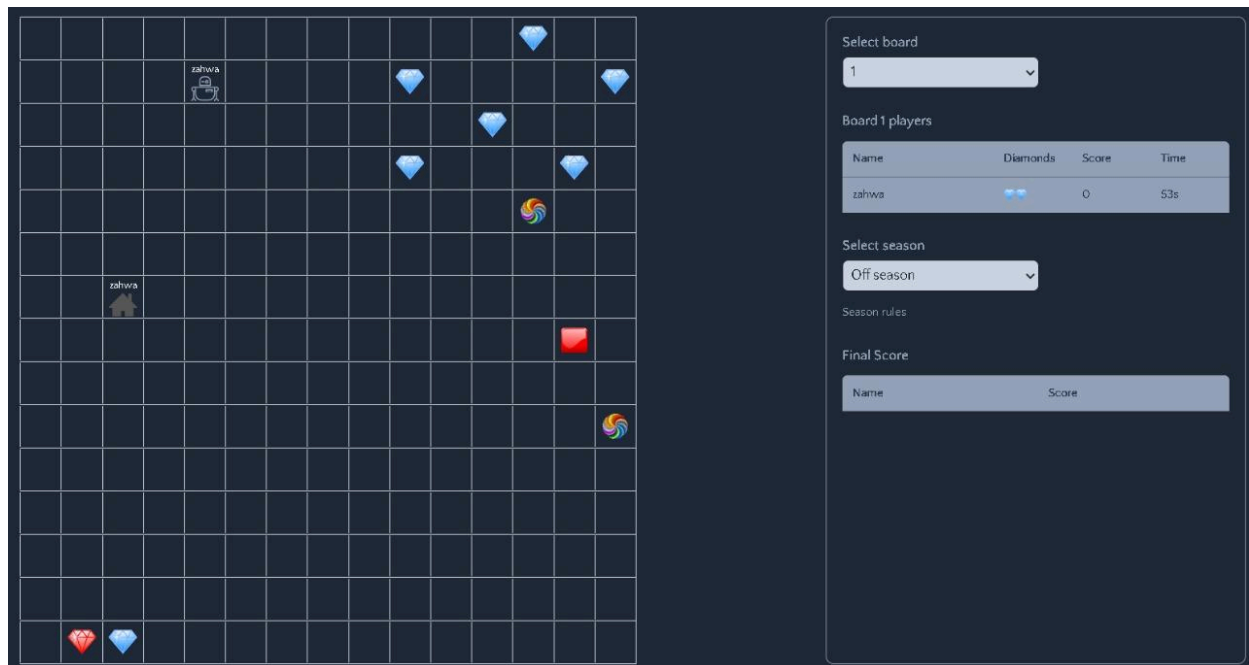 zahwa
zahwa
Select board
1
Board 1 players
Name Diamonds Score Time
zahwa 0 53s
Select season
Off season
Season rules
Final Score
Name Score